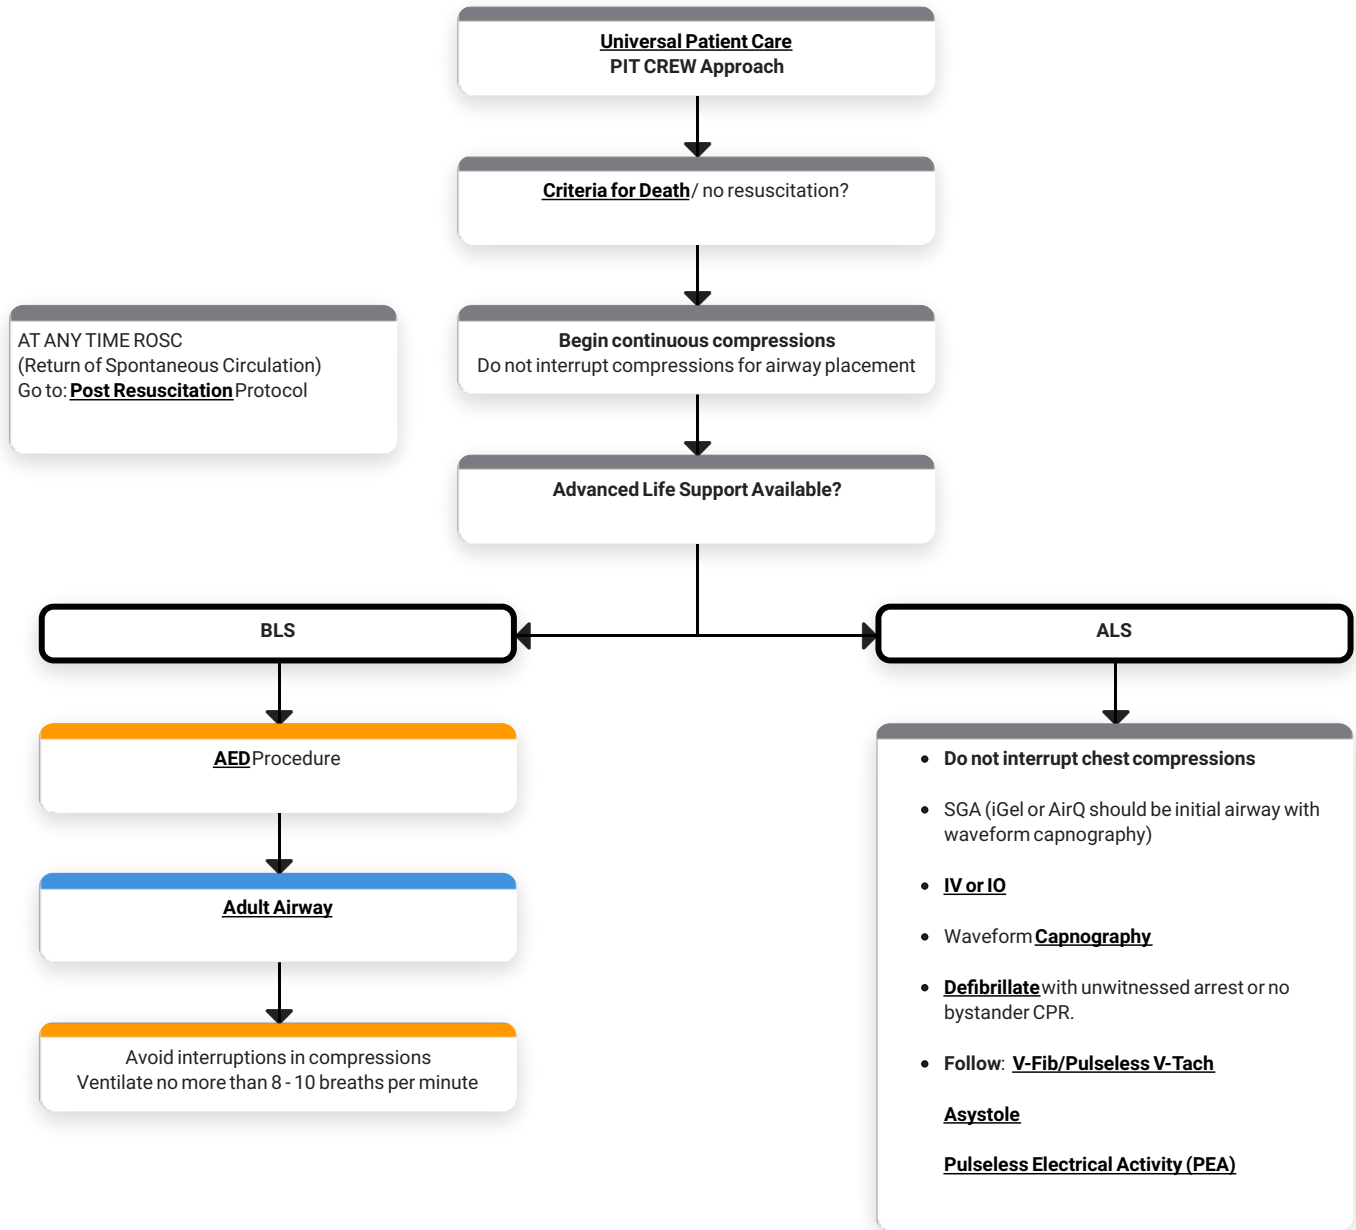 Universal Patient Care
PIT CREW Approach
Criteria for Death / no resuscitation?
AT ANY TIME ROSC
(Return of Spontaneous Circulation)
Go to: Post Resuscitation Protocol
Begin continuous compressions
Do not interrupt compressions for airway placement
Advanced Life Support Available?
BLS
ALS
AED Procedure
Adult Airway
Avoid interruptions in compressions
Ventilate no more than 8 - 10 breaths per minute
• Do not interrupt chest compressions
• SGA (iGel or AirQ should be initial airway with
waveform capnography)
• IV or IO
• Waveform Capnography
• Defibrillate with unwitnessed arrest or no
bystander CPR.
• Follow: V-Fib/Pulseless V-Tach
Asystole
Pulseless Electrical Activity (PEA)